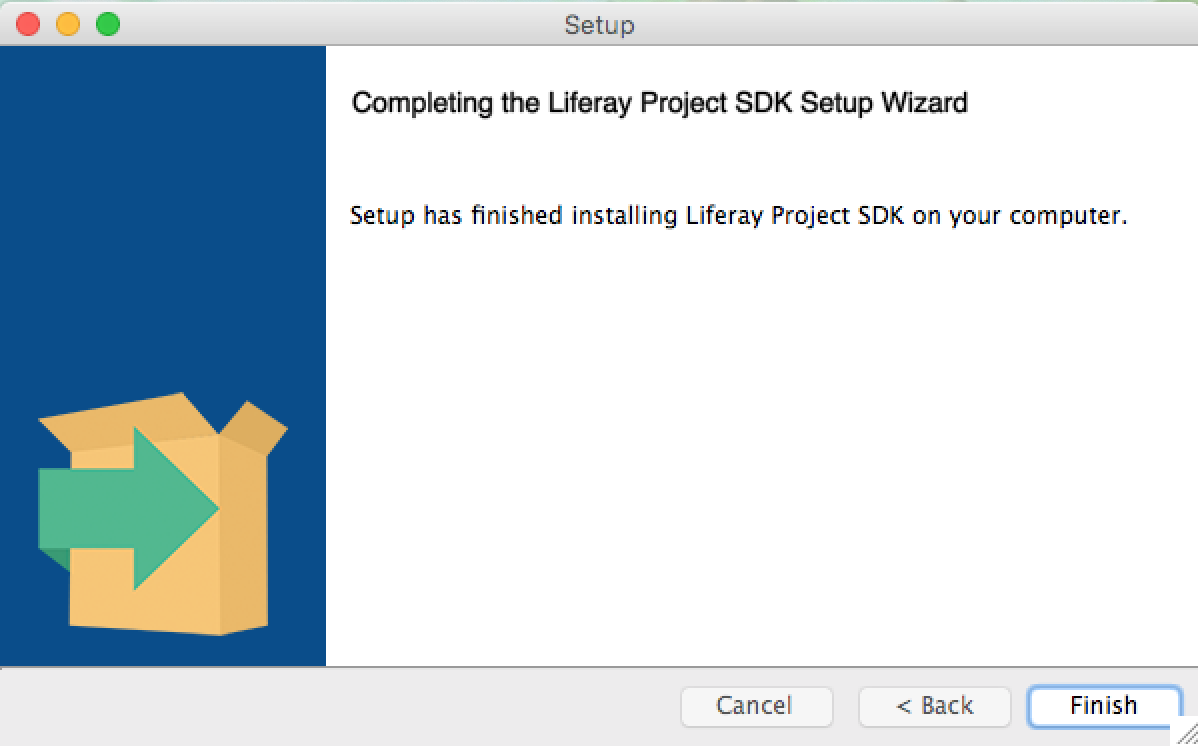 Setup
Completing the Liferay Project SDK Setup Wizard
Setup has finished installing Liferay Project SDK on your computer.
Cancel
< Back
Finish